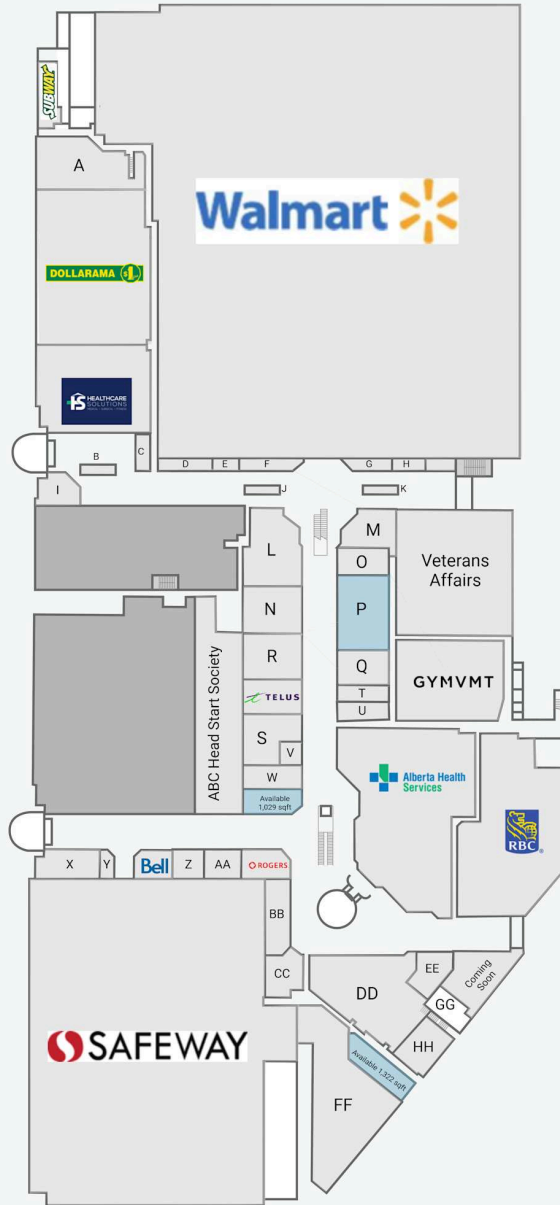 SUBWAY
A
Walmart
DOLLARAMA $1
HS HEALTHCARE
SOLUTIONS
B
C
D
E
F
G
H
I
J
K
L
M
O
Veterans
Affairs
N
P
R
Q
GYMVMT
T
U
TELUS
ABC Head Start Society
S
V
W
Available
1,029 sqft
Alberta Health
Services
RBC
X
Y
Bell
Z
AA
ROGERS
BB
CC
DD
EE
Coming
Soon
GG
HH
SAFEWAY
Available 1,322 sqft
FF